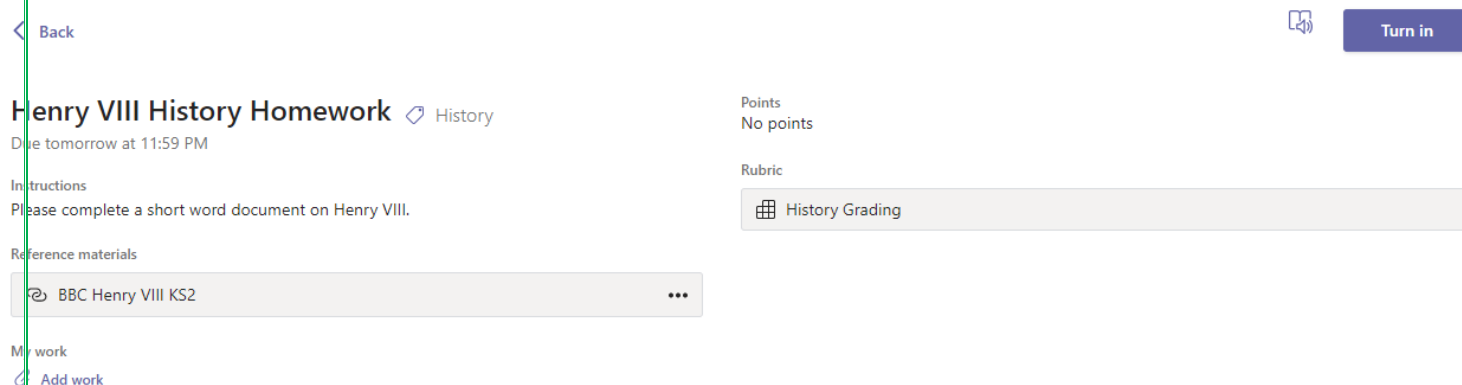 Back
Turn in
Henry VIII History Homework History
Due tomorrow at 11:59 PM
Instructions
Please complete a short word document on Henry VIII.
Reference materials
BBC Henry VIII KS2
My work
Add work
Points
No points
Rubric
History Grading